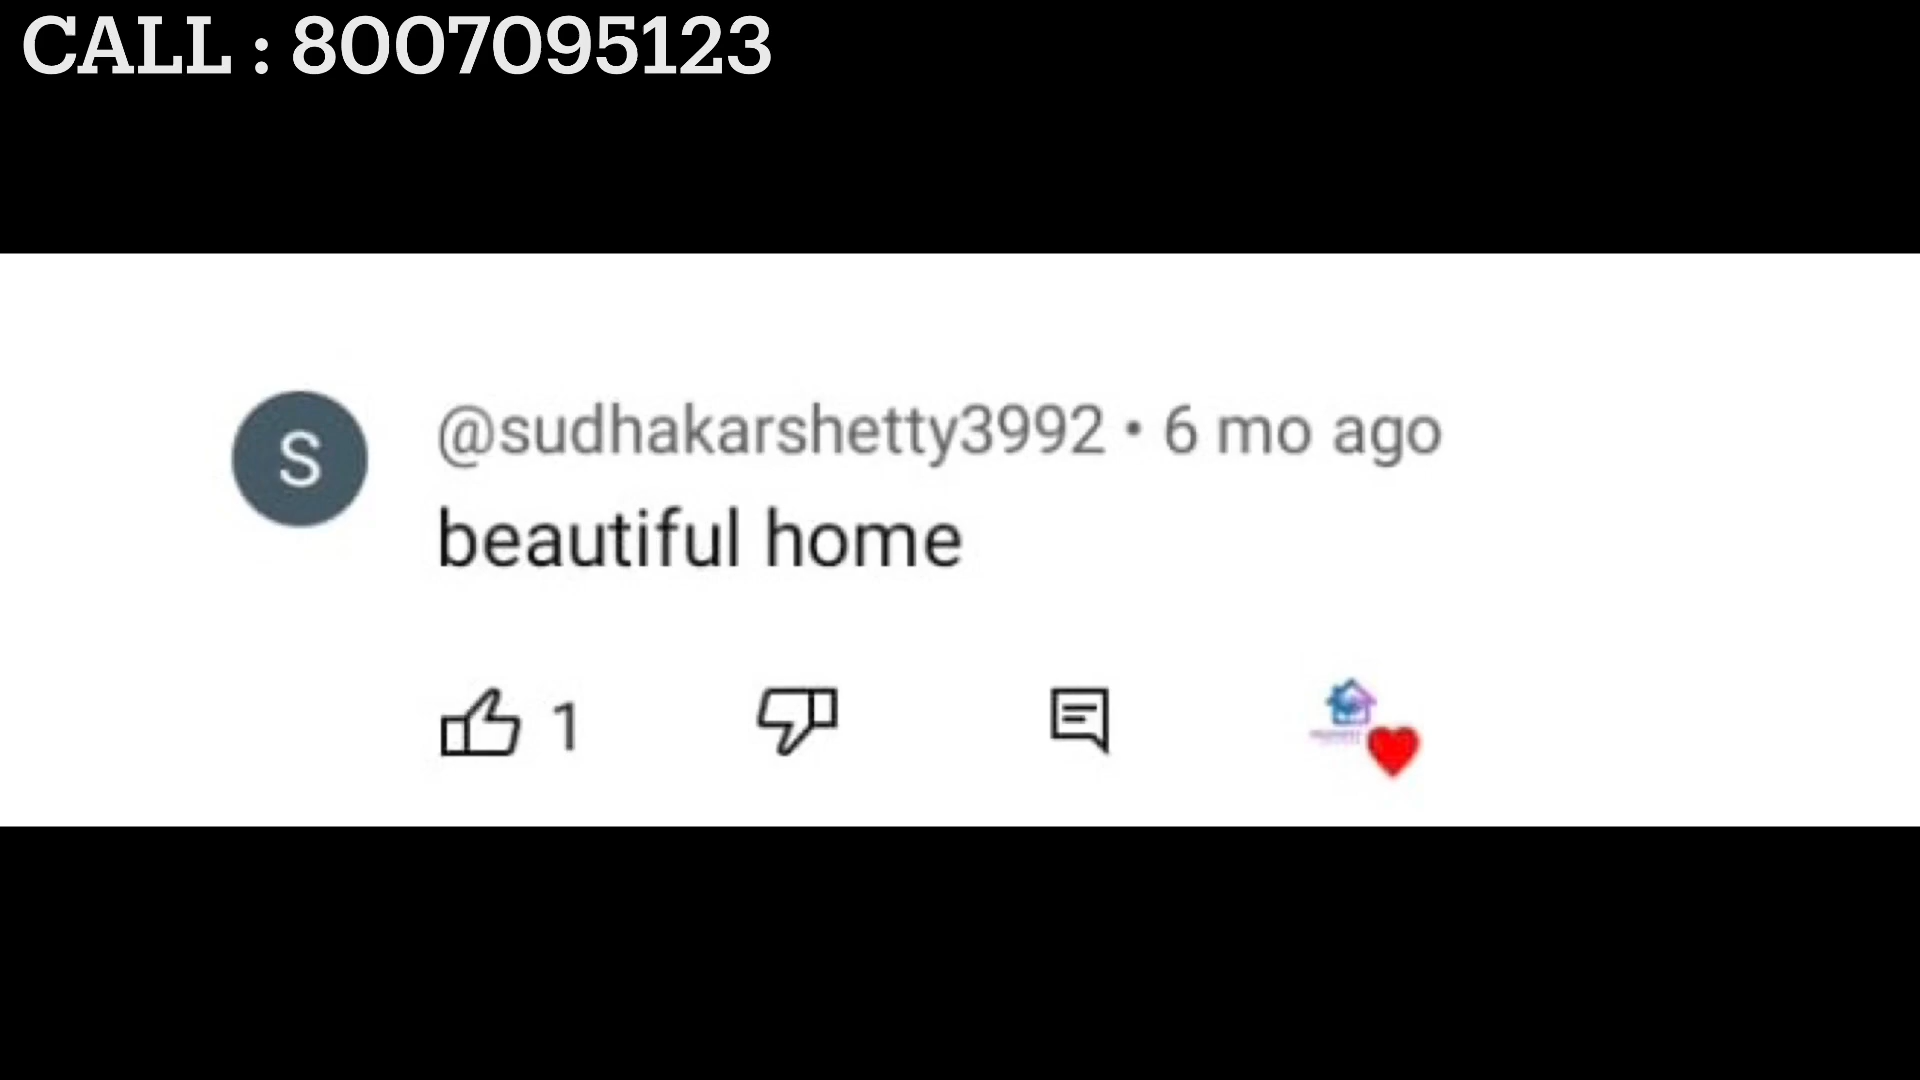 CALL : 8007095123
S
@sudhakarshetty3992 • 6 mo ago
beautiful home
1